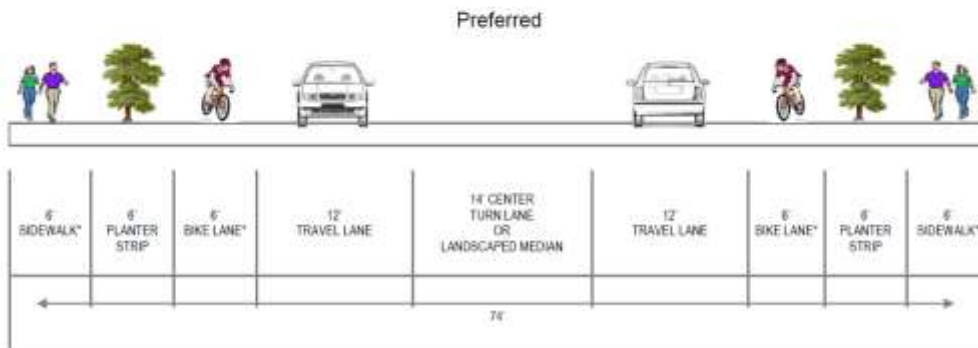 Preferred
6'
SIDEWALK*
6'
PLANTER
STRIP
6'
BIKE LANE*
12'
TRAVEL LANE
14' CENTER
TURN LANE
OR
LANDSCAPED MEDIAN
12'
TRAVEL LANE
6'
BIKE LANE*
6'
PLANTER
STRIP
6'
SIDEWALK*
74'